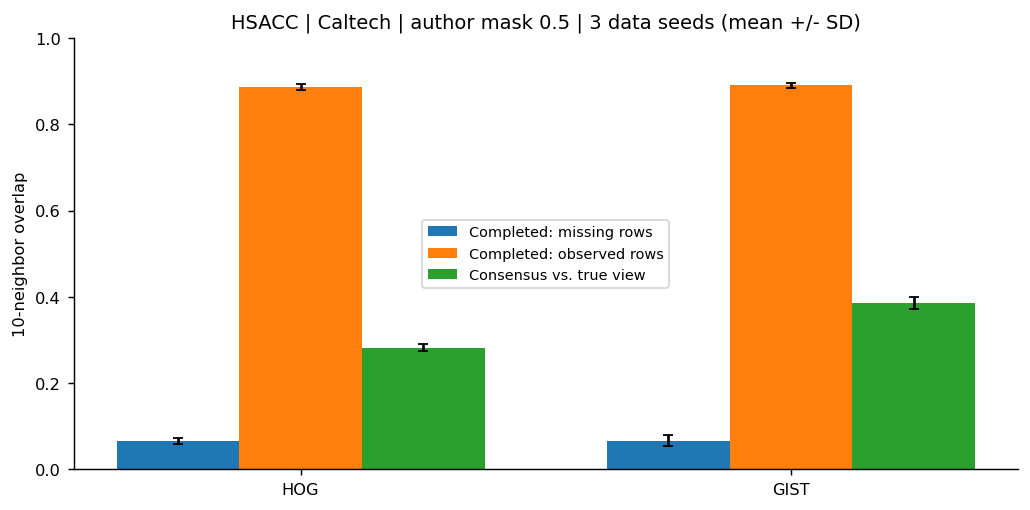 HSACC | Caltech | author mask 0.5 | 3 data seeds (mean +/- SD)
1.0
0.8
0.6
0.4
0.2
0.0
10-neighbor overlap
Completed: missing rows
Completed: observed rows
Consensus vs. true view
HOG
GIST